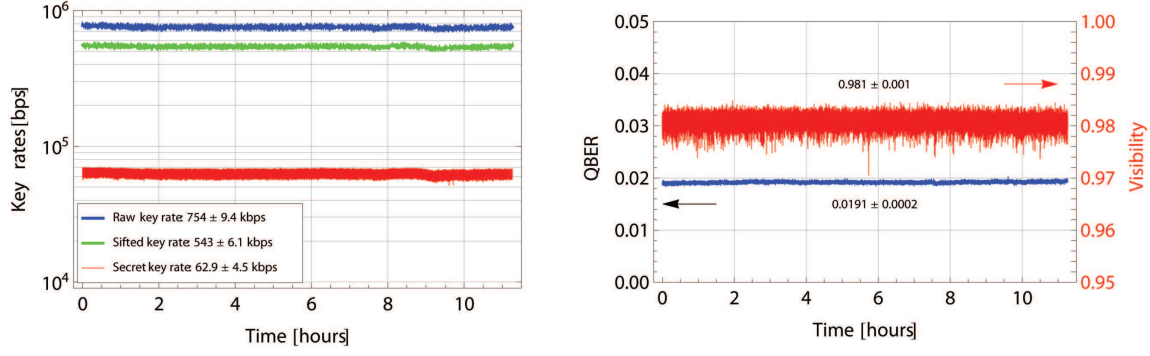 10^6
10^5
10^4
Key rates [bps]
Raw key rate: 754 ± 9.4 kbps
Sifted key rate: 543 ± 6.1 kbps
Secret key rate: 62.9 ± 4.5 kbps
0 2 4 6 8 10
Time [hours]
0.05
0.04
0.03
0.02
0.01
0.00
QBER
0.981 ± 0.001
0.0191 ± 0.0002
0 2 4 6 8 10
Time [hours]
1.00
0.99
0.98
0.97
0.96
0.95
Visibility